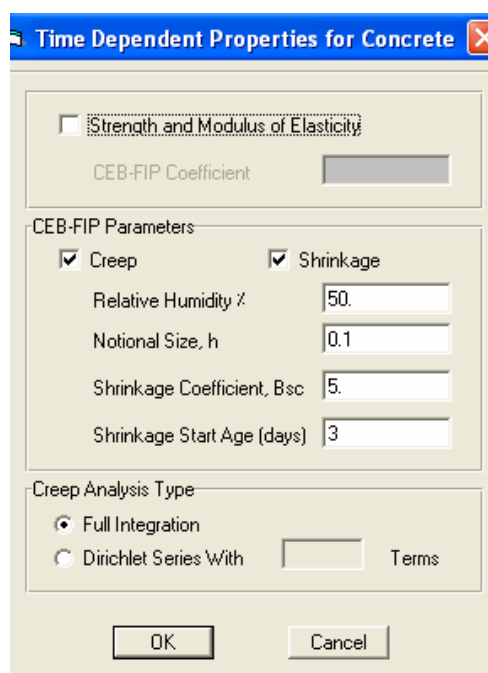 Time Dependent Properties for Concrete
Strength and Modulus of Elasticity
CEB-FIP Coefficient
CEB-FIP Parameters
Creep Shrinkage
Relative Humidity % 50.
Notional Size, h 0.1
Shrinkage Coefficient, Bsc 5.
Shrinkage Start Age (days) 3
Creep Analysis Type
Full Integration
Dirichlet Series With Terms
OK Cancel